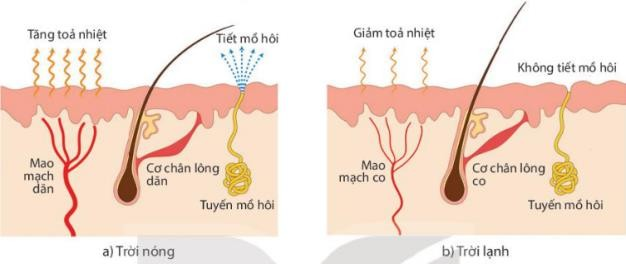 Tăng toả nhiệt
Tiết mồ hôi
Mao
mạch
dãn
Cơ chân lông
dãn
Tuyến mồ hôi
a) Trời nóng
Giảm toả nhiệt
Không tiết mồ hôi
Mao
mạch co
Cơ chân lông
co
Tuyến mồ hôi
b) Trời lạnh